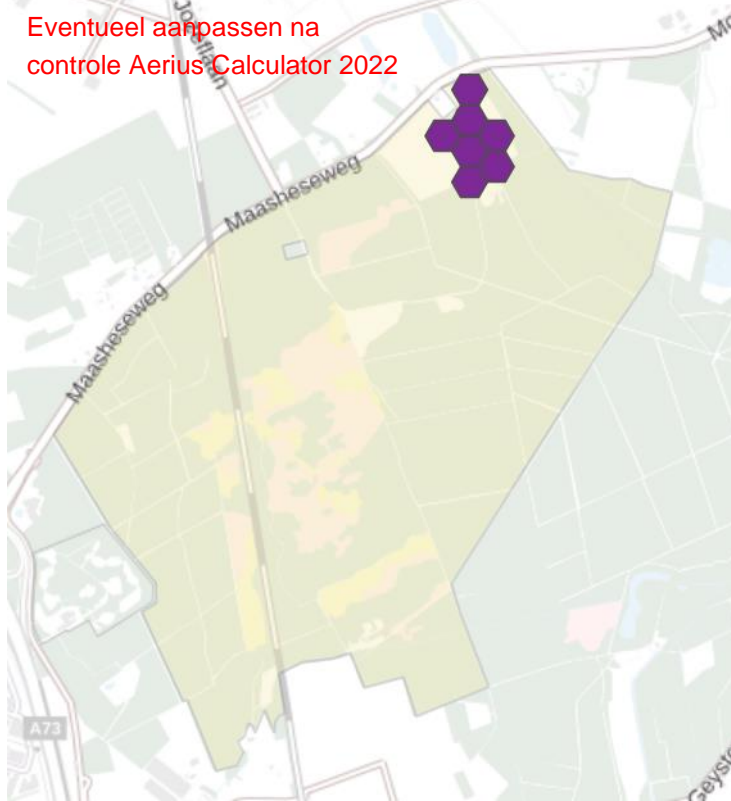 Eventueel aanpassen na
controle Aerius Calculator 2022
Maasheseweg
Maasheseweg
A73